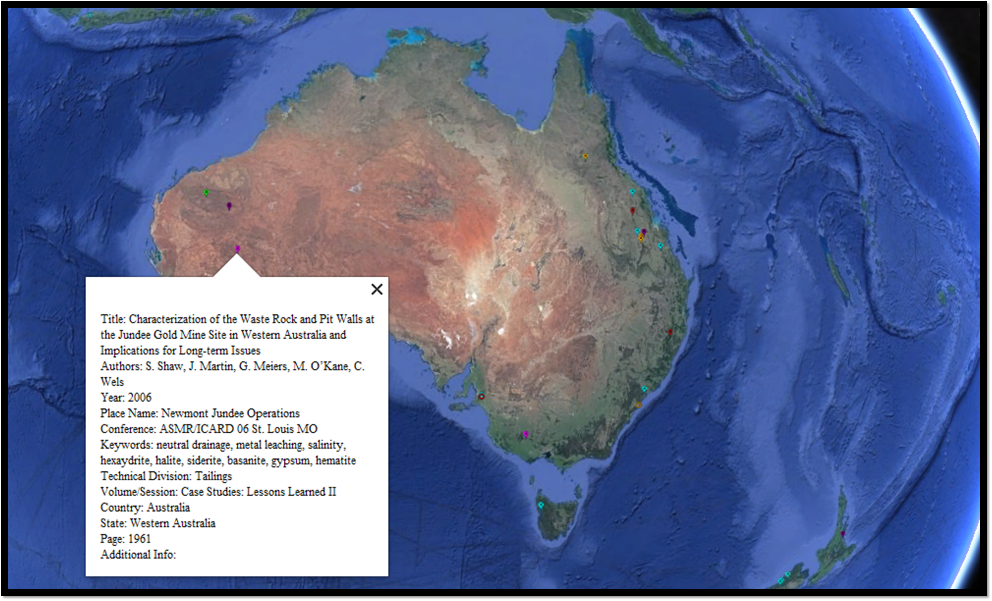 Title: Characterization of the Waste Rock and Pit Walls at
the Jundee Gold Mine Site in Western Australia and
Implications for Long-term Issues
Authors: S. Shaw, J. Martin, G. Meiers, M. O'Kane, C.
Wels
Year: 2006
Place Name: Newmont Jundee Operations
Conference: ASMR/ICARD 06 St. Louis MO
Keywords: neutral drainage, metal leaching, salinity,
hexaydrite, halite, siderite, basanite, gypsum, hematite
Technical Division: Tailings
Volume/Session: Case Studies: Lessons Learned II
Country: Australia
State: Western Australia
Page: 1961
Additional Info: